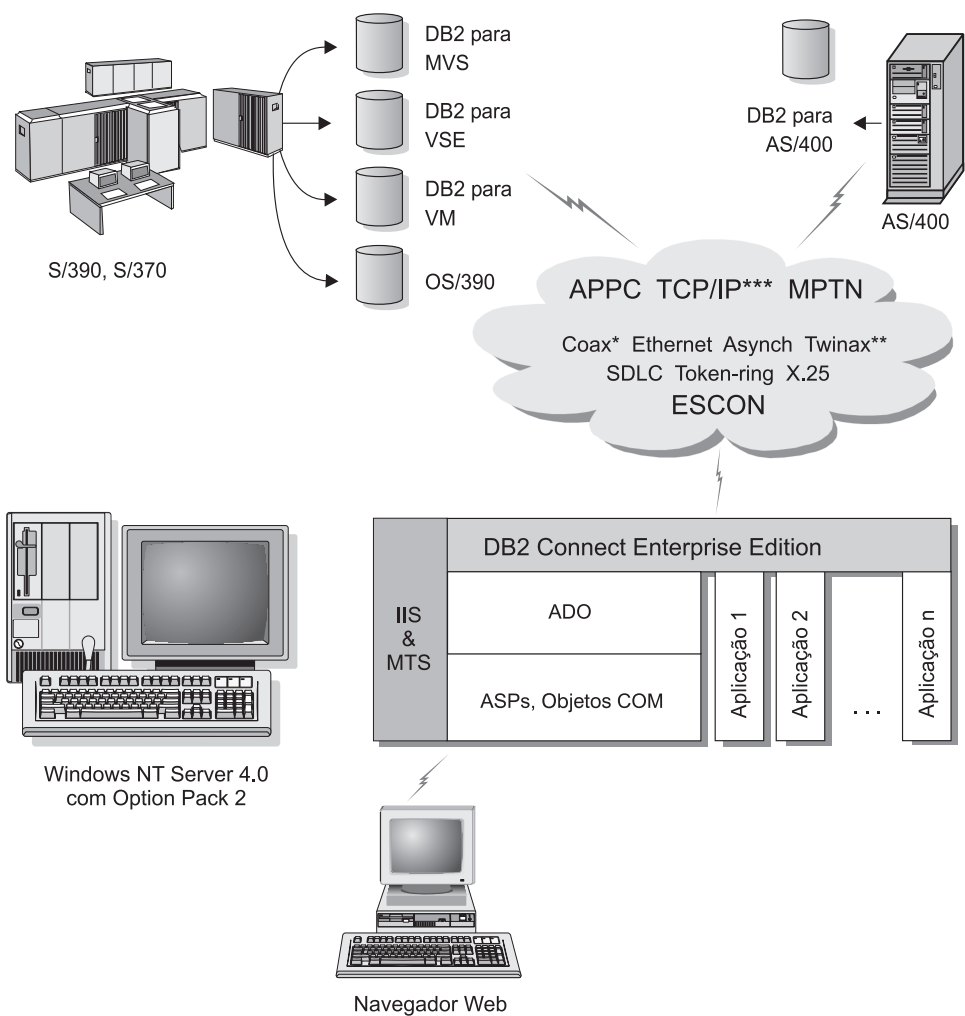 DB2 para
MVS
DB2 para
VSE
DB2 para
VM
OS/390
S/390, S/370
DB2 para
AS/400
AS/400
APPC TCP/IP*** MPTN
Coax* Ethernet Asynch Twinax**
SDLC Token-ring X.25
ESCON
DB2 Connect Enterprise Edition
IIS
&
MTS
ADO
ASPs, Objetos COM
Aplicação 1
Aplicação 2
. . .
Aplicação n
Windows NT Server 4.0
com Option Pack 2
Navegador Web